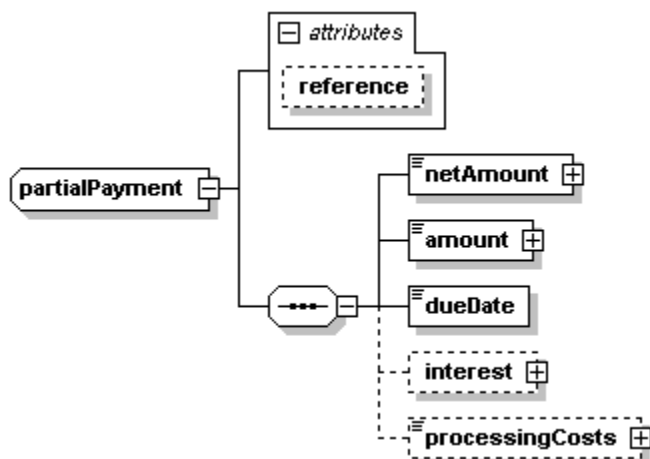 attributes
reference
partialPayment
netAmount
amount
dueDate
interest
processingCosts